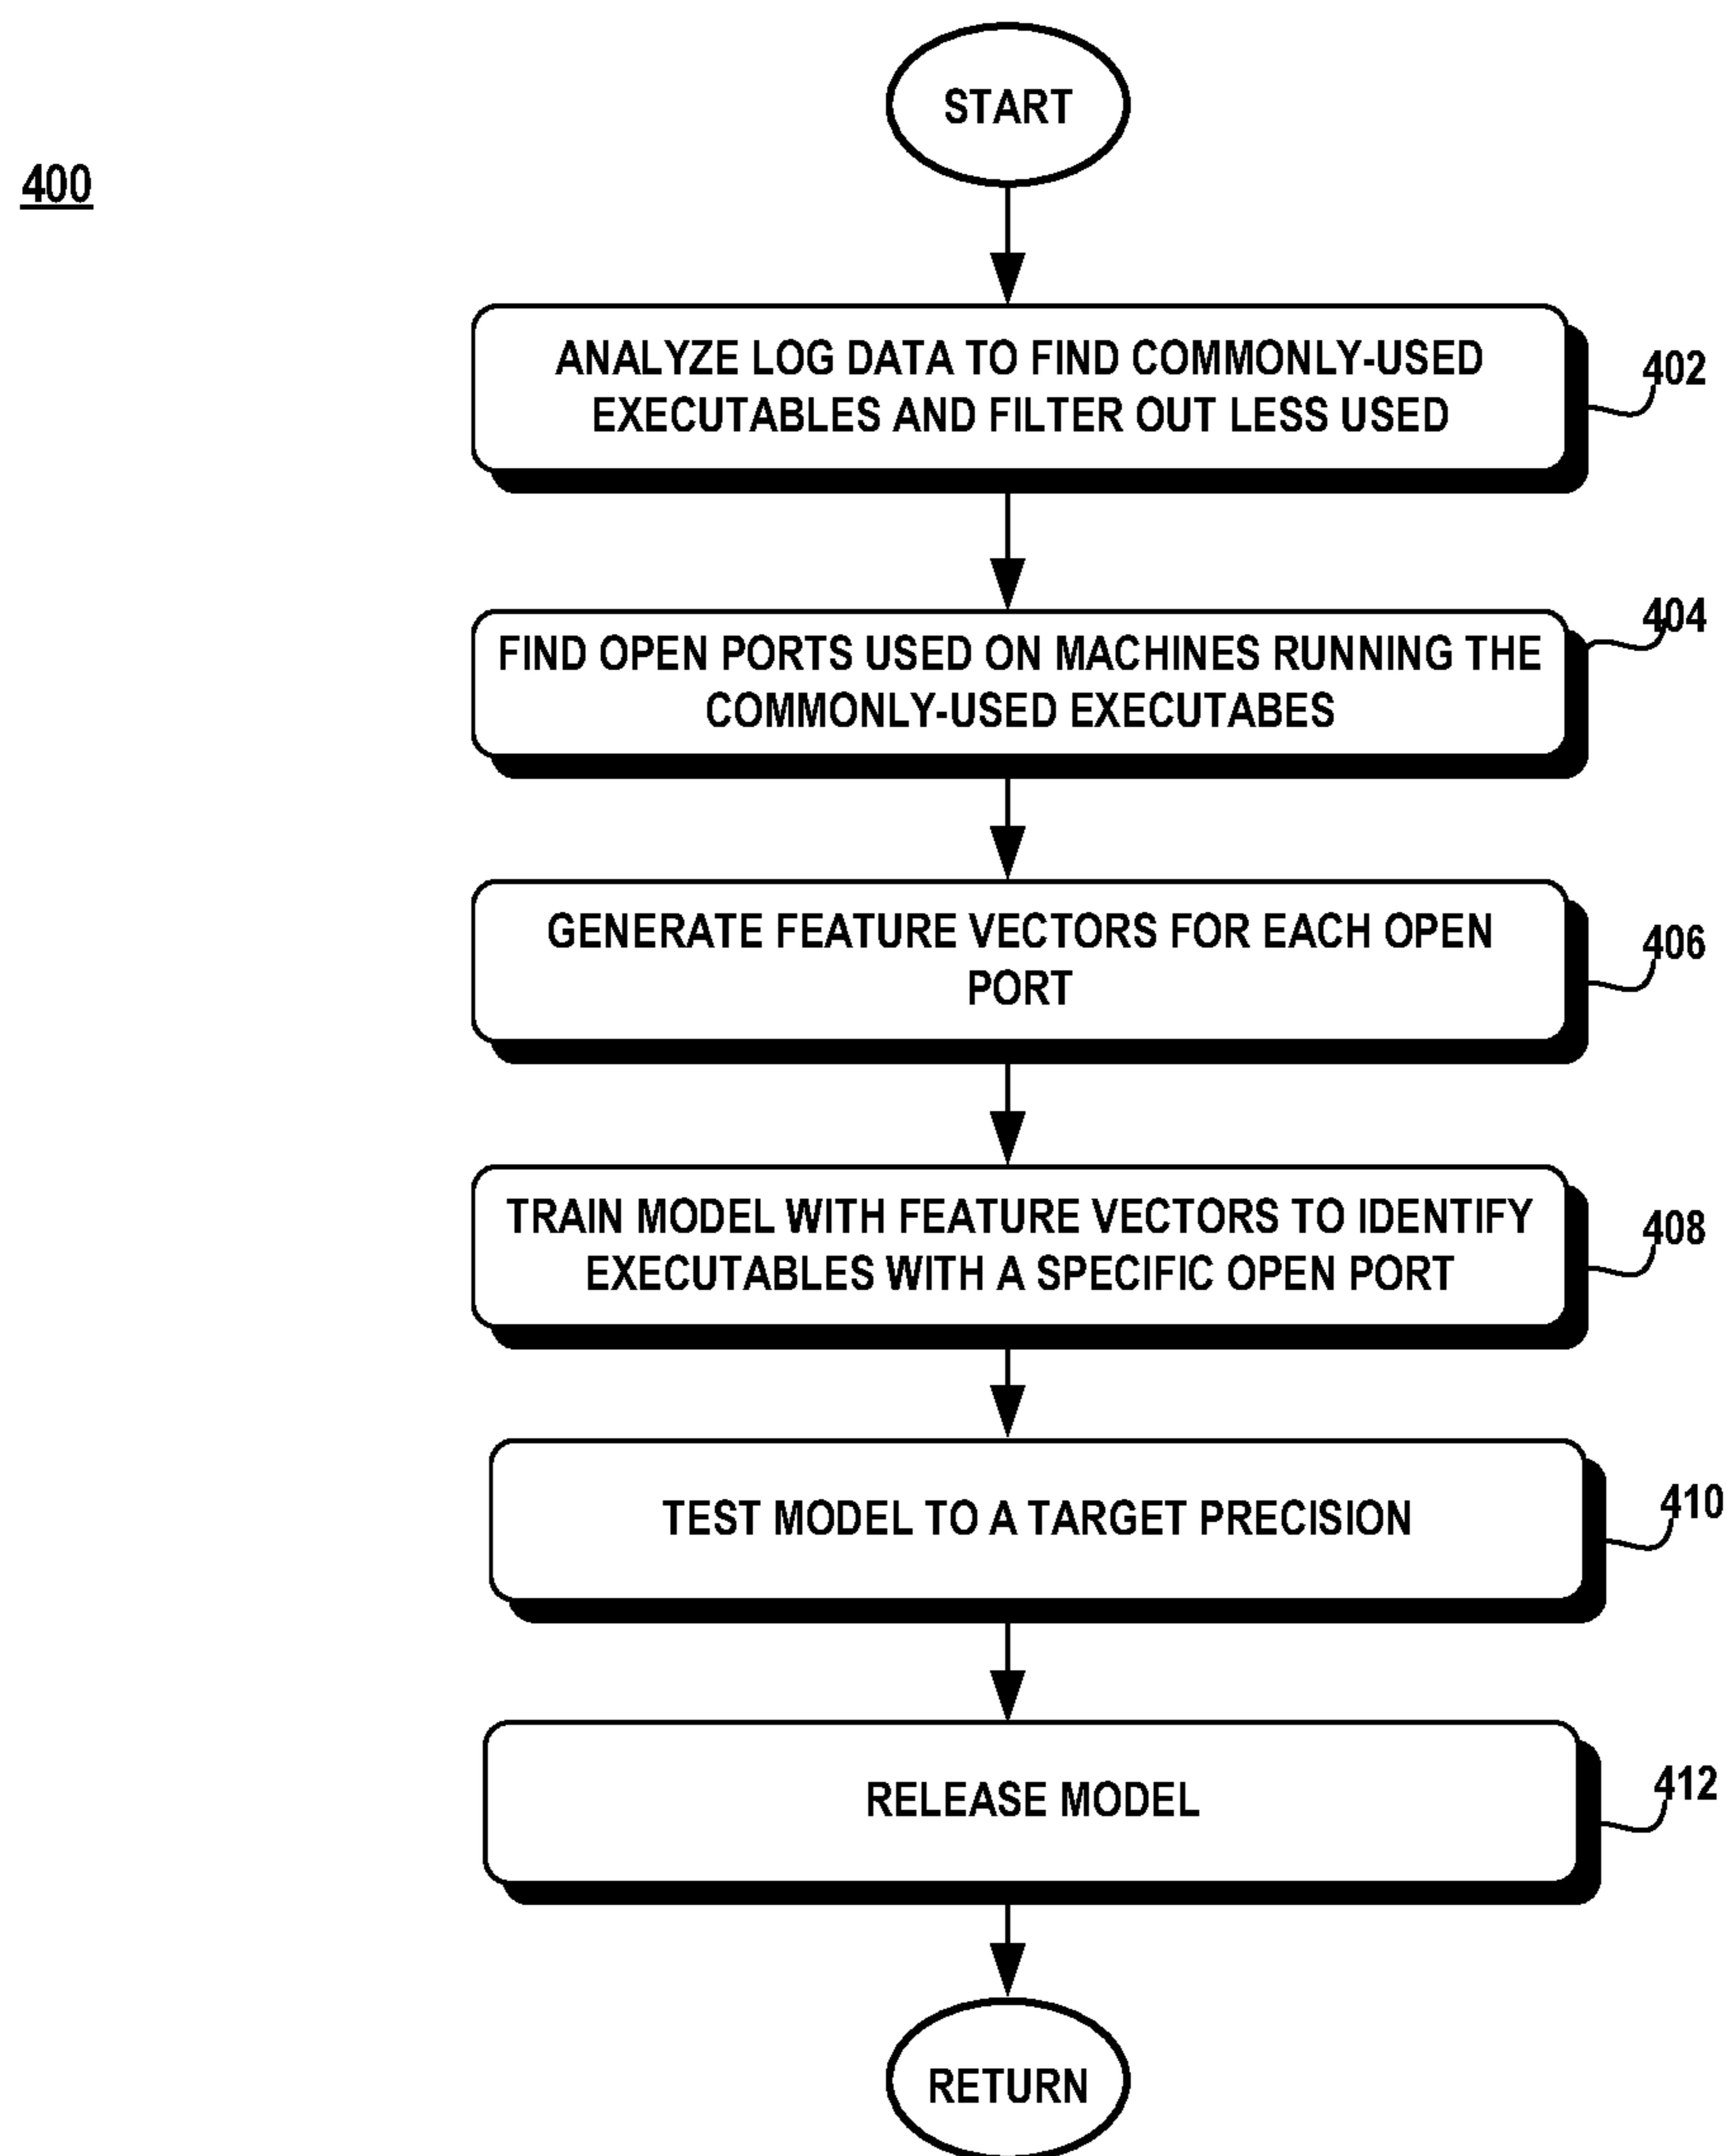 START
400
ANALYZE LOG DATA TO FIND COMMONLY-USED
EXECUTABLES AND FILTER OUT LESS USED
402
FIND OPEN PORTS USED ON MACHINES RUNNING THE
COMMONLY-USED EXECUTABES
404
GENERATE FEATURE VECTORS FOR EACH OPEN
PORT
406
TRAIN MODEL WITH FEATURE VECTORS TO IDENTIFY
EXECUTABLES WITH A SPECIFIC OPEN PORT
408
TEST MODEL TO A TARGET PRECISION
410
RELEASE MODEL
412
RETURN